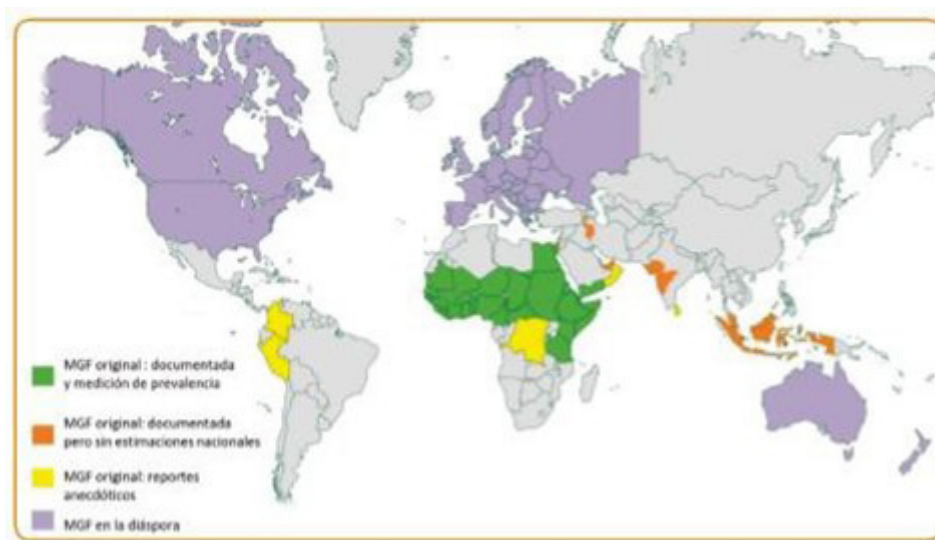 MGF original : documentada
y medición de prevalencia
MGF original: documentada
pero sin estimaciones nacionales
MGF original: reportes
anecdóticos
MGF en la diáspora